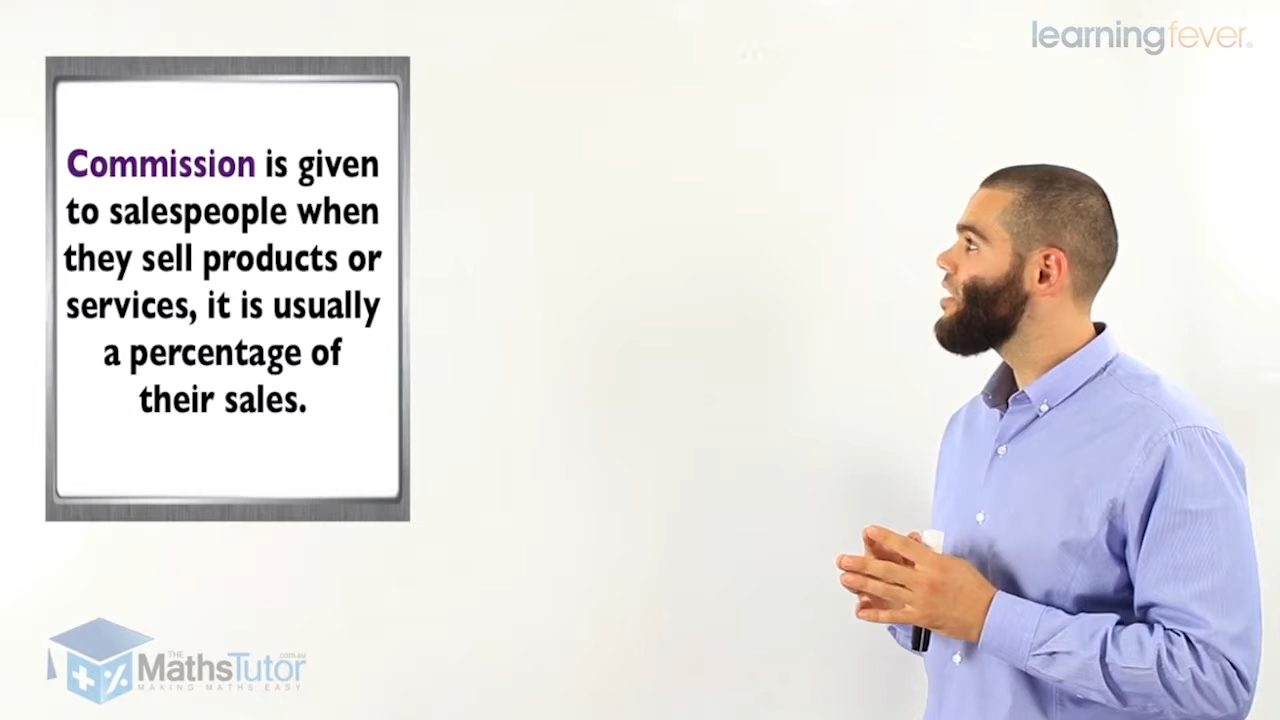 learningfever.
Commission is given
to salespeople when
they sell products or
services, it is usually
a percentage of
their sales.
THE MathsTutor .com.au
MAKING MATHS EASY